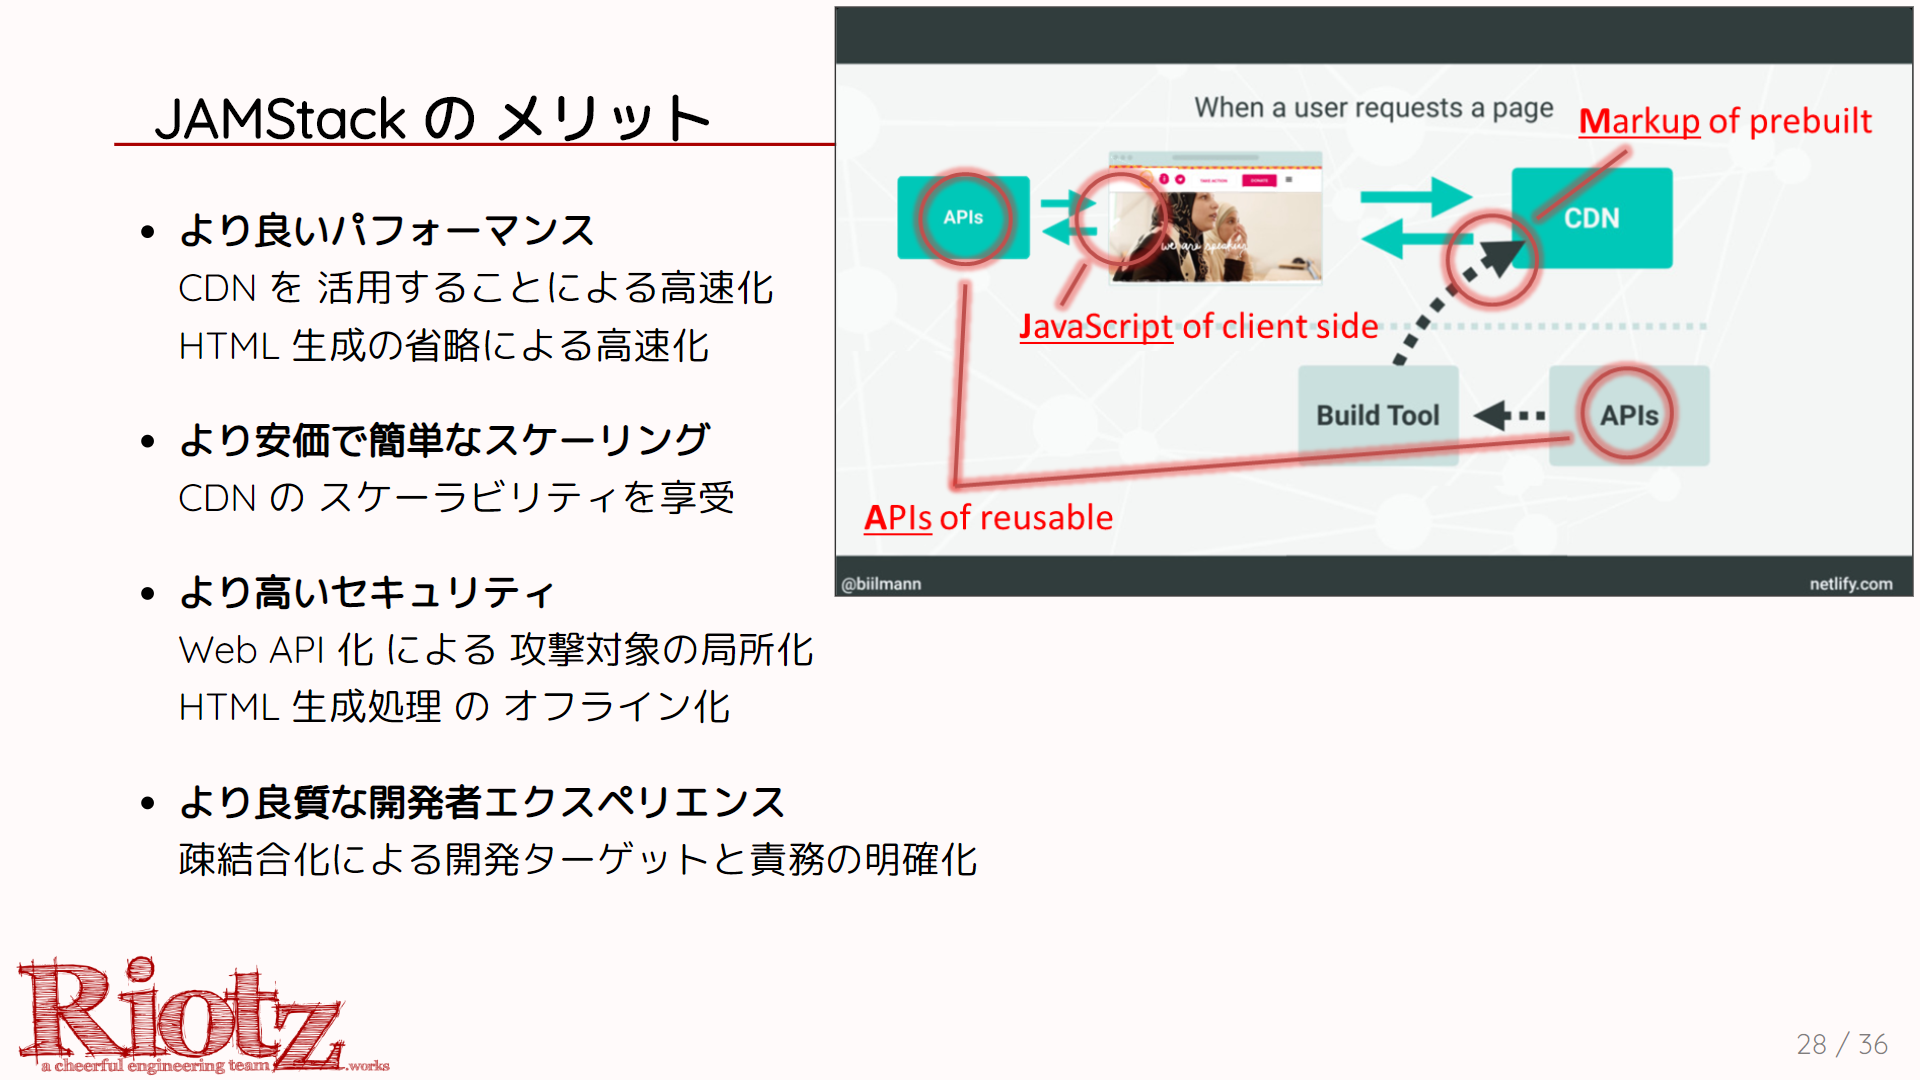 JAMStack の メリット
より良いパフォーマンス
CDN を 活用することによる高速化
HTML 生成の省略による高速化
より安価で簡単なスケーリング
CDN の スケーラビリティを享受
より高いセキュリティ
Web API 化 による 攻撃対象の局所化
HTML 生成処理 の オフライン化
より良質な開発者エクスペリエンス
疎結合化による開発ターゲットと責務の明確化
When a user requests a page
Markup of prebuilt
APIs
TAKE ACTION
DONATE
we are speakers
CDN
JavaScript of client side
Build Tool
APIs
APIs of reusable
@biilmann
netlify.com
Riotz
a cheerful engineering team .works
28 / 36